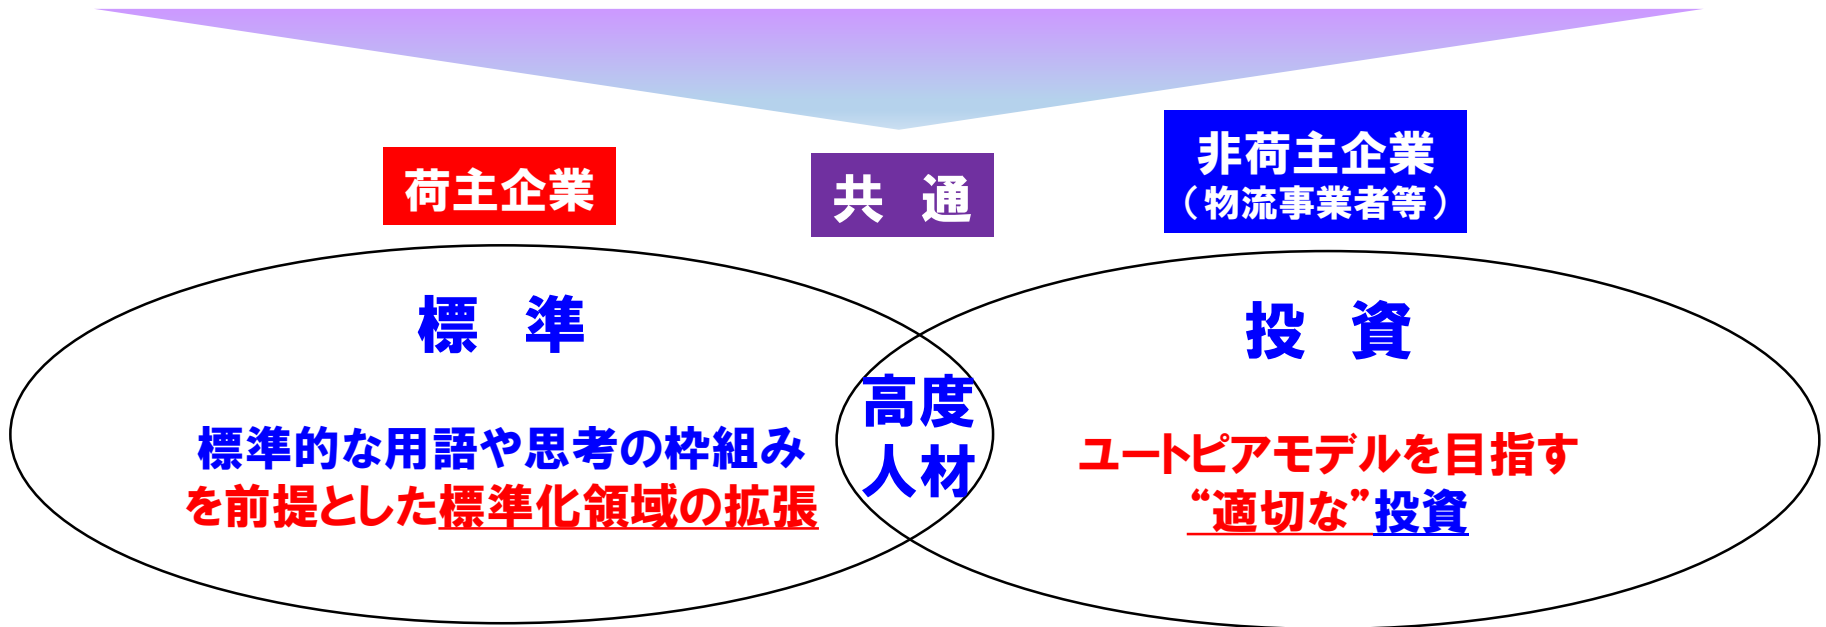 荷主企業
共　通
非荷主企業
（物流事業者等）
標　準
標準的な用語や思考の枠組み
を前提とした標準化領域の拡張
高度
人材
投　資
ユートピアモデルを目指す
“適切な”投資